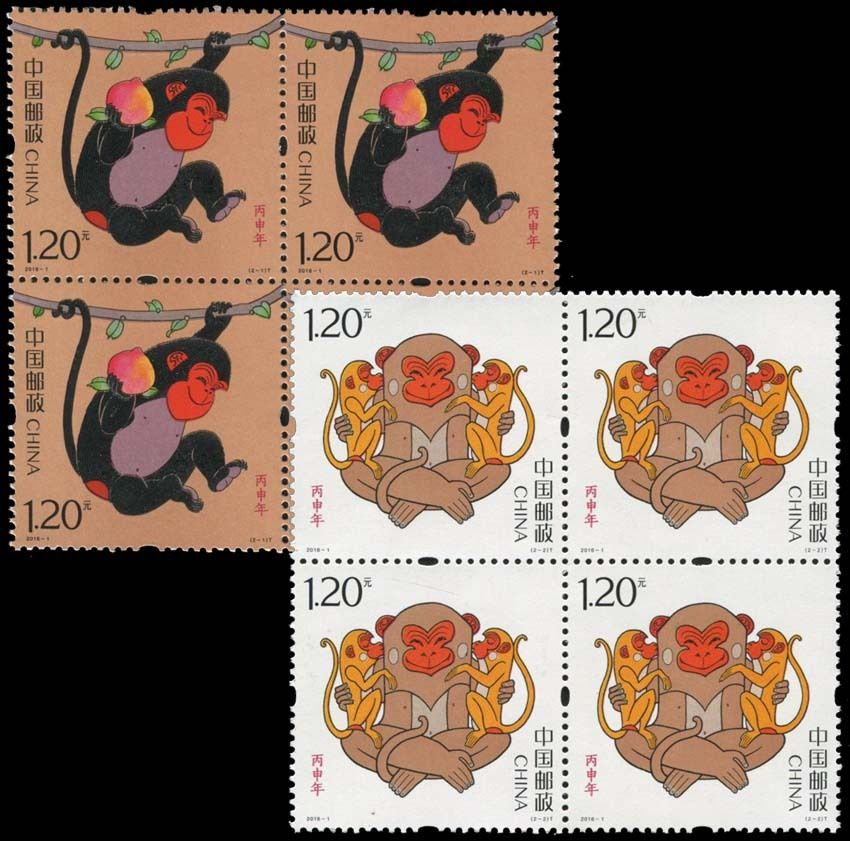 中国邮政 CHINA
丙申年
1.20元
2016-1
(2-1)T
中国邮政 CHINA
丙申年
1.20元
2016-1
(2-1)T
中国邮政 CHINA
丙申年
1.20元
2016-1
(2-1)T
1.20元
丙申年
中国邮政
CHINA
2016-1
(2-2)T
1.20元
丙申年
中国邮政
CHINA
2016-1
(2-2)T
1.20元
丙申年
中国邮政
CHINA
2016-1
(2-2)T
1.20元
丙申年
中国邮政
CHINA
2016-1
(2-2)T